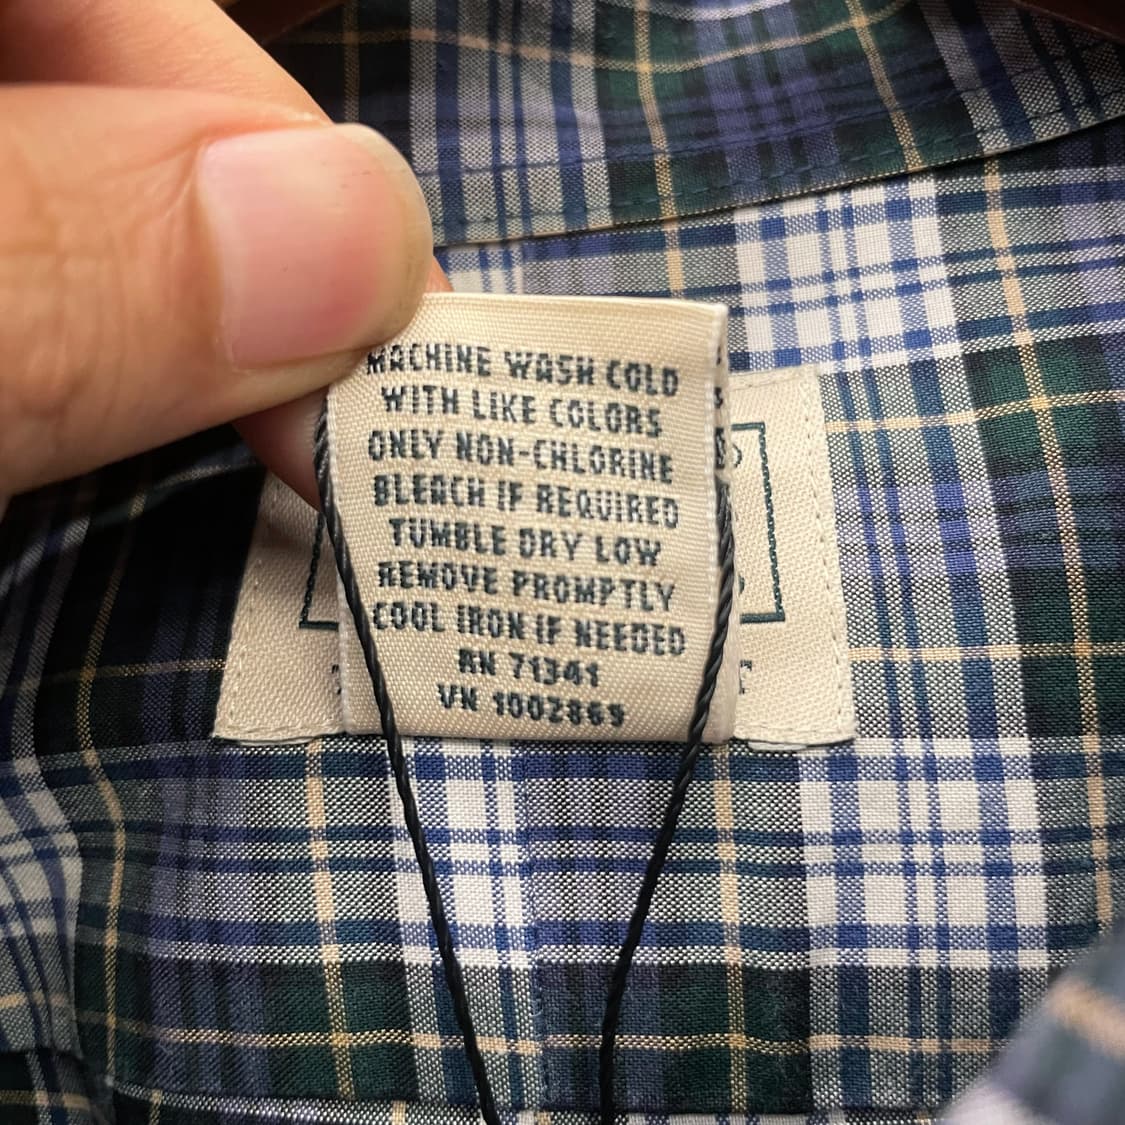 MACHINE WASH COLD
WITH LIKE COLORS
ONLY NON-CHLORINE
BLEACH IF REQUIRED
TUMBLE DRY LOW
REMOVE PROMPTLY
COOL IRON IF NEEDED
RN 71341
VN 1002869